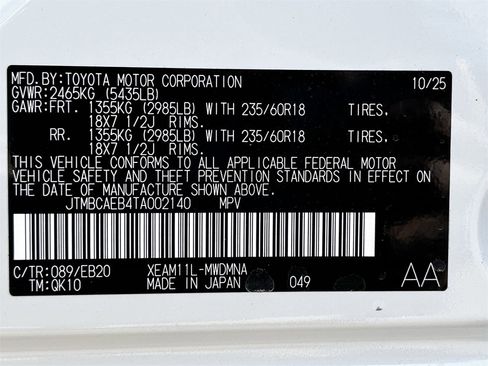 MFD.BY:TOYOTA MOTOR CORPORATION 10/25
GVWR:2465KG (5435LB)
GAWR:FRT. 1355KG (2985LB) WITH 235/60R18 TIRES.
18X7 1/2J RIMS.
RR. 1355KG (2985LB) WITH 235/60R18 TIRES.
18X7 1/2J RIMS.
THIS VEHICLE CONFORMS TO ALL APPLICABLE FEDERAL MOTOR
VEHICLE SAFETY AND THEFT PREVENTION STANDARDS IN EFFECT ON
THE DATE OF MANUFACTURE SHOWN ABOVE.
JTMBCAEB4TA002140 MPV
C/TR:089/EB20 XEAM11L-MWDMNA AA
TM:QK10 MADE IN JAPAN 049